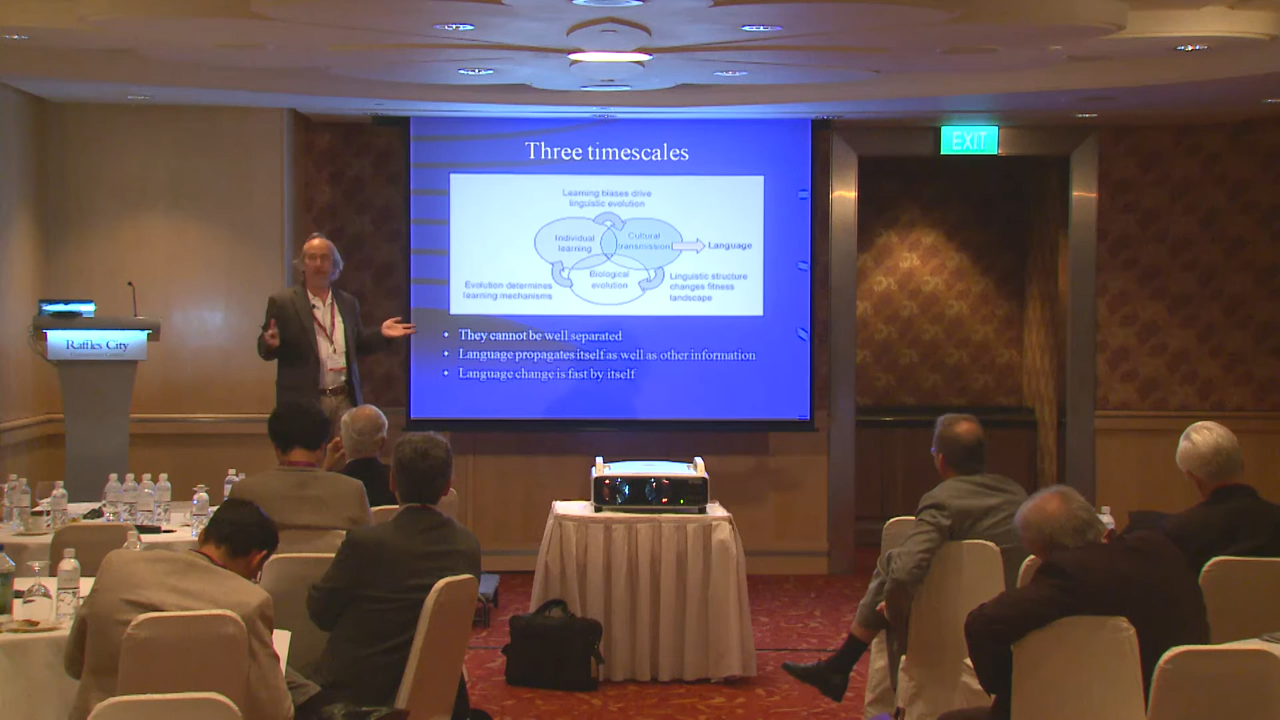 EXIT
Three timescales
Learning biases drive
linguistic evolution
Individual
learning
Cultural
transmission
Language
Biological
evolution
Evolution determines
learning mechanisms
Linguistic structure
changes fitness
landscape
• They cannot be well separated
• Language propagates itself as well as other information
• Language change is fast by itself
Raffles City